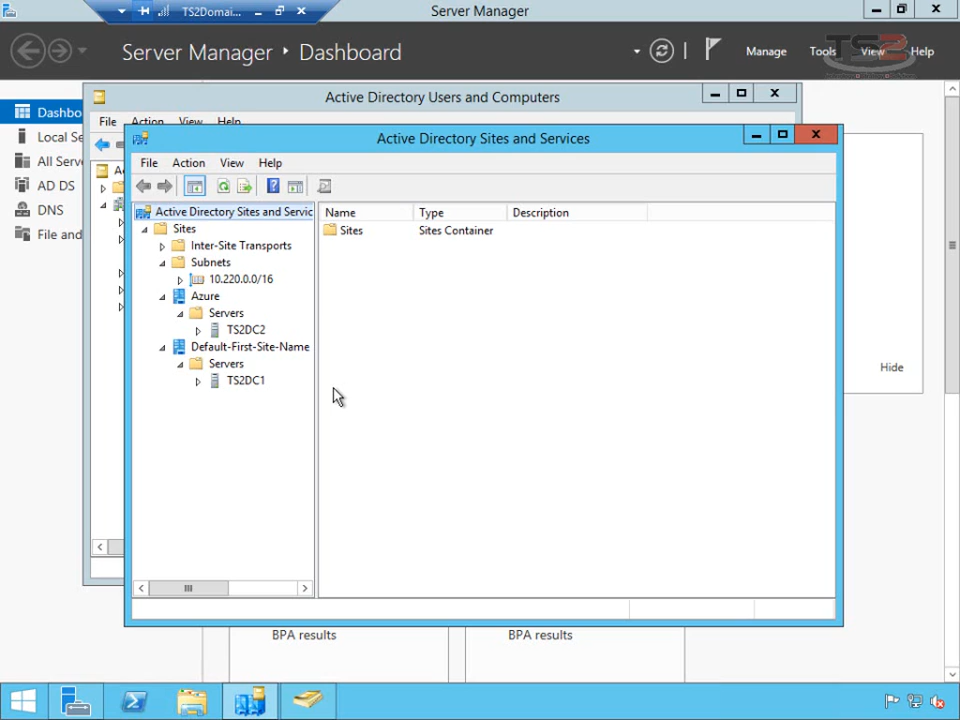 TS2Domai...
Server Manager
Server Manager ‣ Dashboard
Manage Tools View Help
TS2
Dashbo
Local Se
All Serve
AD DS
DNS
File and
Active Directory Users and Computers
File Action View Help
Active Directory Sites and Services
File Action View Help
Active Directory Sites and Servic
Sites
Inter-Site Transports
Subnets
10.220.0.0/16
Azure
Servers
TS2DC2
Default-First-Site-Name
Servers
TS2DC1
Name Type Description
Sites Sites Container
Hide
BPA results
BPA results